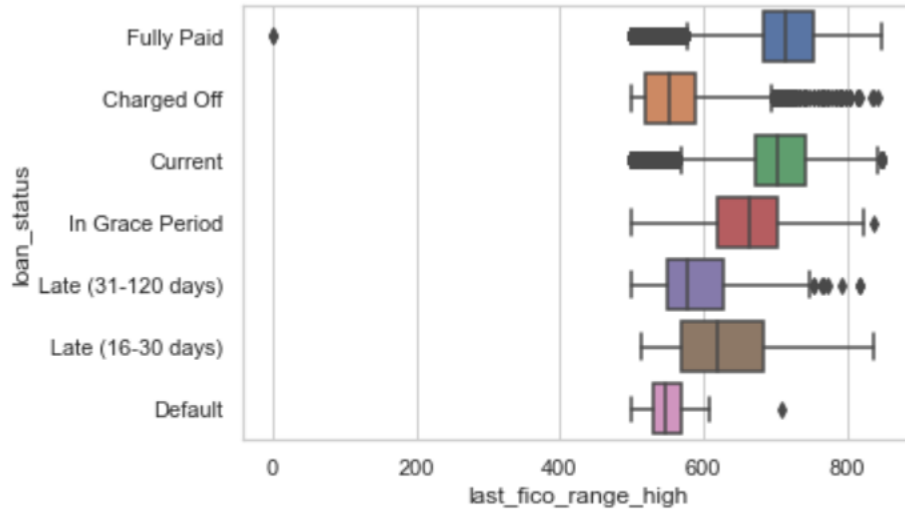 Fully Paid
Charged Off
Current
In Grace Period
Late (31-120 days)
Late (16-30 days)
Default
loan_status
0 200 400 600 800
last_fico_range_high